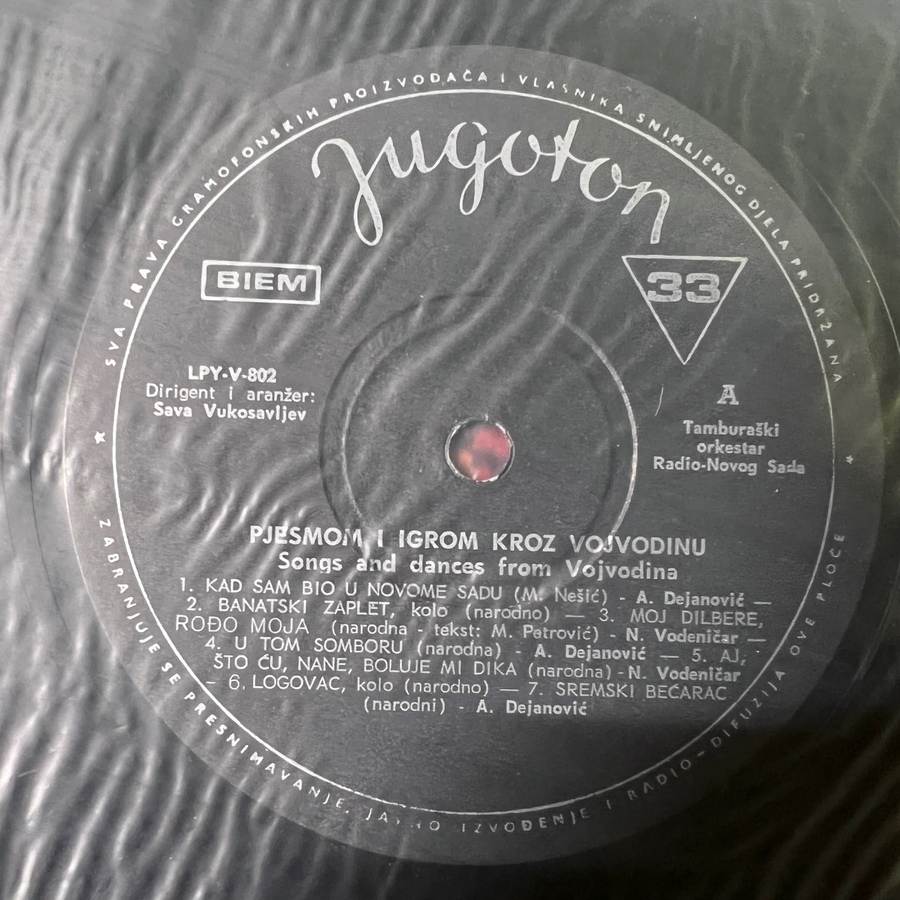 SVA PRAVA GRAMOFONSKIH PROIZVOĐAČA I VLASNIKA SNIMLJENOG DJELA PRIDRŽANA
Jugoton
BIEM
33
LPY-V-802
Dirigent i aranžer:
Sava Vukosavljev
A
Tamburaški
orkestar
Radio-Novog Sada
PJESMOM I IGROM KROZ VOJVODINU
Songs and dances from Vojvodina
1. KAD SAM BIO U NOVOME SADU (M. Nešić) - A. Dejanović —
2. BANATSKI ZAPLET, kolo (narodno) — 3. MOJ DILBERE,
ROĐO MOJA (narodna - tekst: M. Petrović) - N. Vodeničar —
4. U TOM SOMBORU (narodna) - A. Dejanović — 5. AJ,
ŠTO ĆU, NANE, BOLUJE MI DIKA (narodna) - N. Vodeničar
- 6. LOGOVAC, kolo (narodno) — 7. SREMSKI BEĆARAC
(narodni) - A. Dejanović
ZABRANJUJE SE PRESNIMAVANJE, JAVNO IZVOĐENJE I RADIO-DIFUZIJA OVE PLOČE